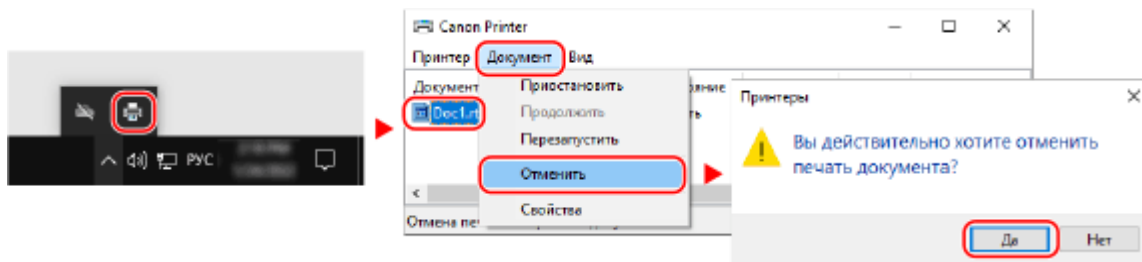 РУС
Canon Printer
Принтер Документ Вид
Документ
Doc1.rt
Приостановить
Продолжить
Перезапустить
Отменить
Свойства
Отмена
Принтеры
Вы действительно хотите отменить
печать документа?
Да Нет